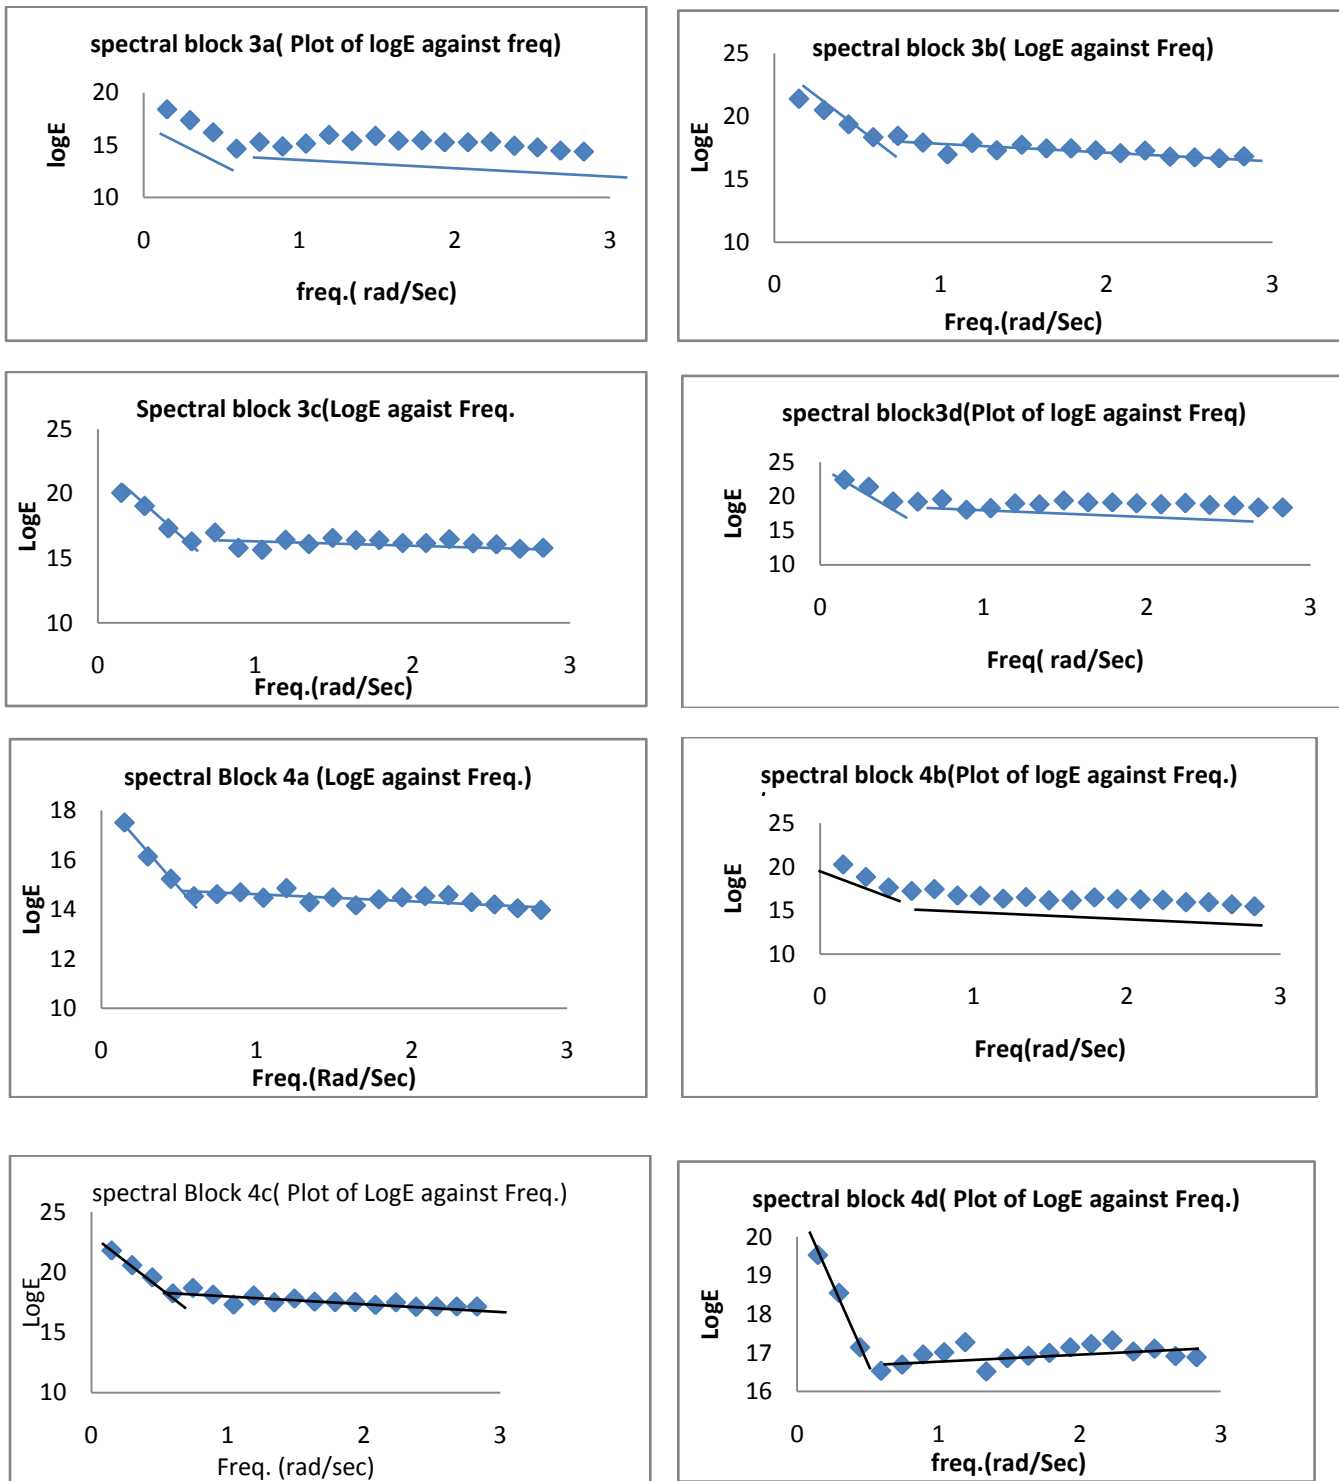 spectral block 3a( Plot of logE against freq)
20
15
10
logE
0 1 2 3
freq.( rad/Sec)
spectral block 3b( LogE against Freq)
25
20
15
10
LogE
0 1 2 3
Freq.(rad/Sec)
Spectral block 3c(LogE agaist Freq.
25
20
15
10
LogE
0 1 2 3
Freq.(rad/Sec)
spectral block3d(Plot of logE against Freq)
25
20
15
10
LogE
0 1 2 3
Freq( rad/Sec)
spectral Block 4a (LogE against Freq.)
18
16
14
12
10
LogE
0 1 2 3
Freq.(Rad/Sec)
spectral block 4b(Plot of logE against Freq.)
25
20
15
10
LogE
0 1 2 3
Freq(rad/Sec)
spectral Block 4c( Plot of LogE against Freq.)
25
20
15
10
LogE
0 1 2 3
Freq. (rad/sec)
spectral block 4d( Plot of LogE against Freq.)
20
19
18
17
16
LogE
0 1 2 3
freq.(rad/Sec)